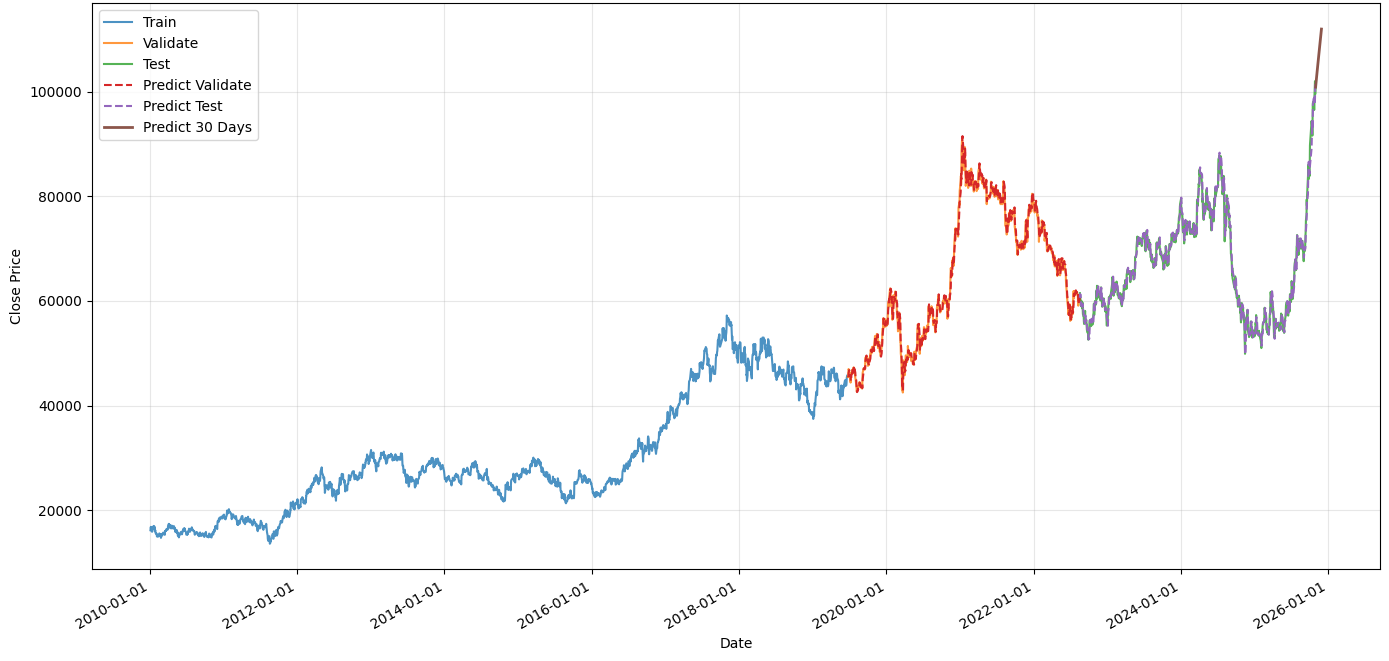 Train
Validate
Test
Predict Validate
Predict Test
Predict 30 Days
Close Price
100000
80000
60000
40000
20000
2010-01-01
2012-01-01
2014-01-01
2016-01-01
2018-01-01
2020-01-01
2022-01-01
2024-01-01
2026-01-01
Date